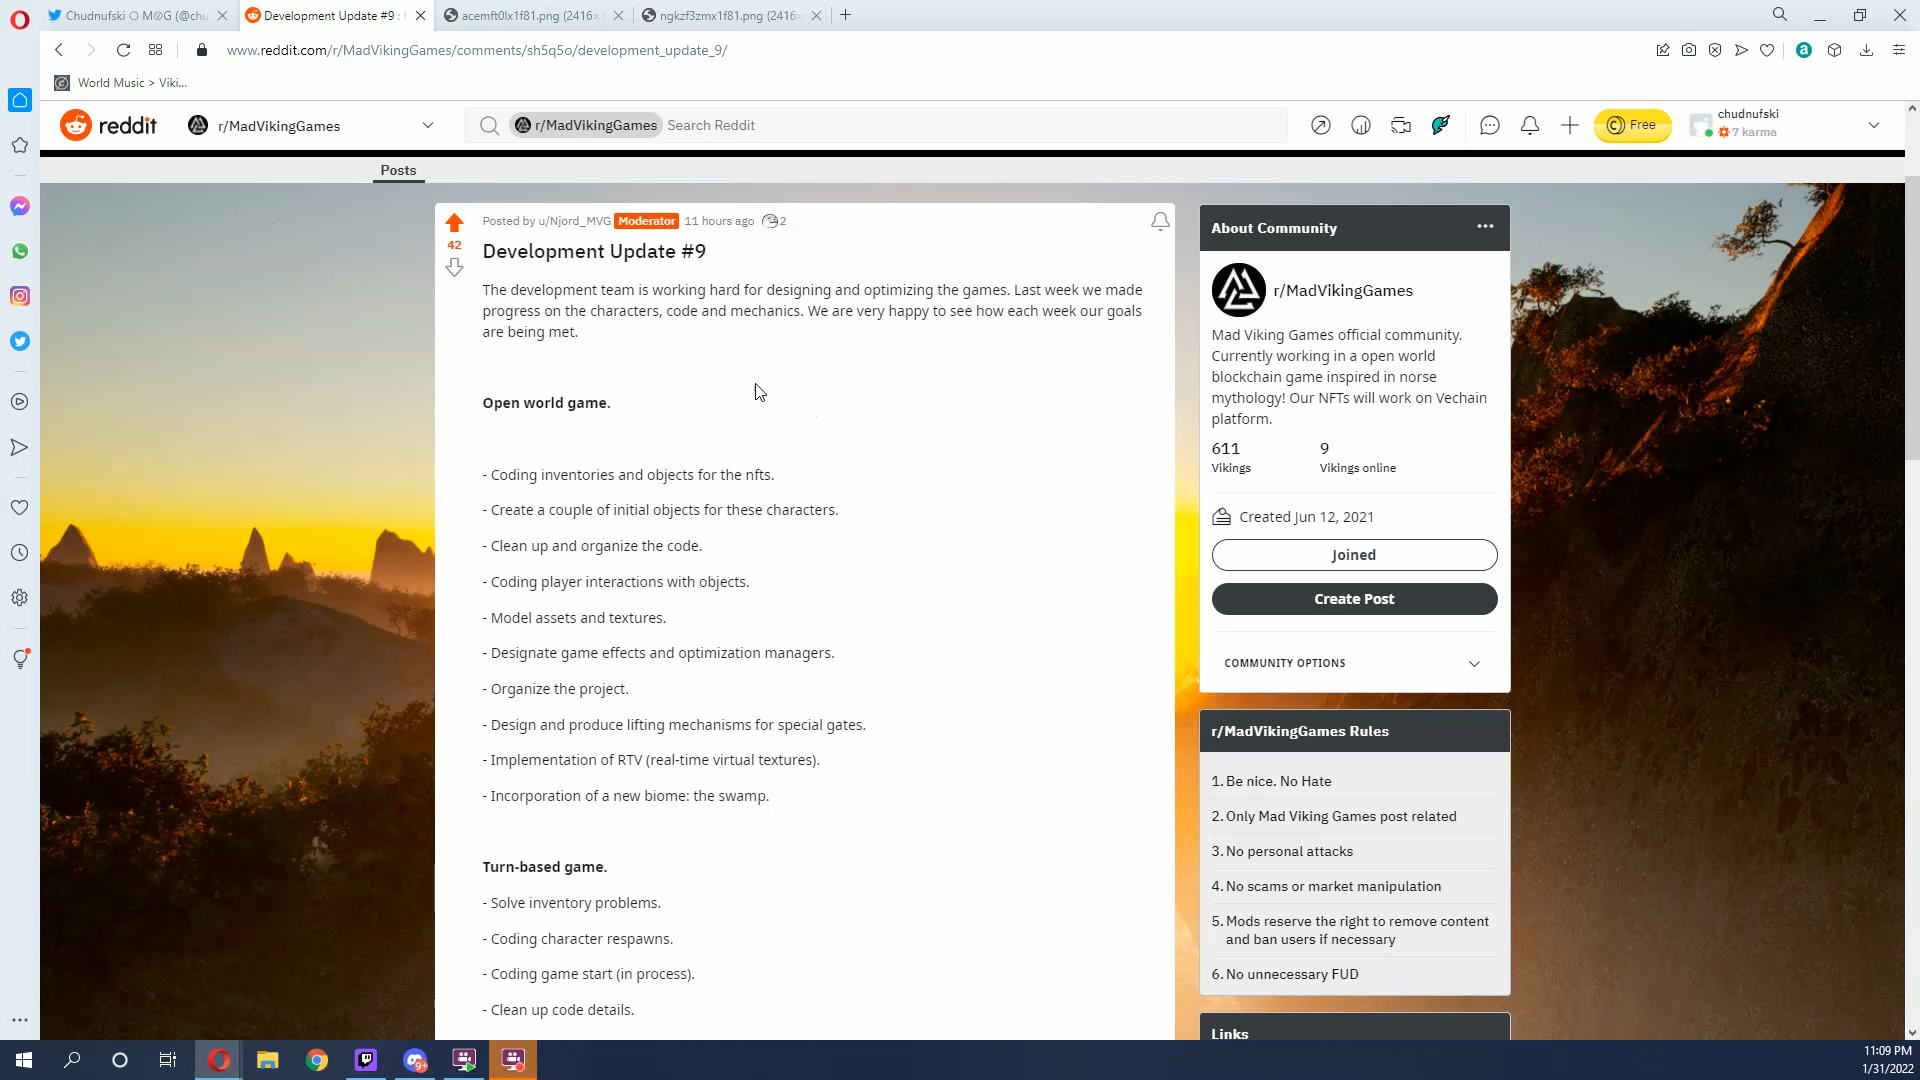 Chudnufski ⎔ M
Development Update #9 :
acemft0lx1f81.png (2416×
ngkzf3zmx1f81.png (2416
www.reddit.com/r/MadVikingGames/comments/sh5q5o/development_update_9/
World Music > Viki...
reddit
r/MadVikingGames
r/MadVikingGames Search Reddit
Free
chudnufski
7 karma
Posts
Posted by u/Njord_MVG Moderator 11 hours ago 2
42
Development Update #9
The development team is working hard for designing and optimizing the games. Last week we made
progress on the characters, code and mechanics. We are very happy to see how each week our goals
are being met.
Open world game.
- Coding inventories and objects for the nfts.
- Create a couple of initial objects for these characters.
- Clean up and organize the code.
- Coding player interactions with objects.
- Model assets and textures.
- Designate game effects and optimization managers.
- Organize the project.
- Design and produce lifting mechanisms for special gates.
- Implementation of RTV (real-time virtual textures).
- Incorporation of a new biome: the swamp.
Turn-based game.
- Solve inventory problems.
- Coding character respawns.
- Coding game start (in process).
- Clean up code details.
About Community
r/MadVikingGames
Mad Viking Games official community.
Currently working in a open world
blockchain game inspired in norse
mythology! Our NFTs will work on Vechain
platform.
611 9
Vikings Vikings online
Created Jun 12, 2021
Joined
Create Post
COMMUNITY OPTIONS
r/MadVikingGames Rules
1. Be nice. No Hate
2. Only Mad Viking Games post related
3. No personal attacks
4. No scams or market manipulation
5. Mods reserve the right to remove content
and ban users if necessary
6. No unnecessary FUD
Links
9+
11:09 PM
1/31/2022